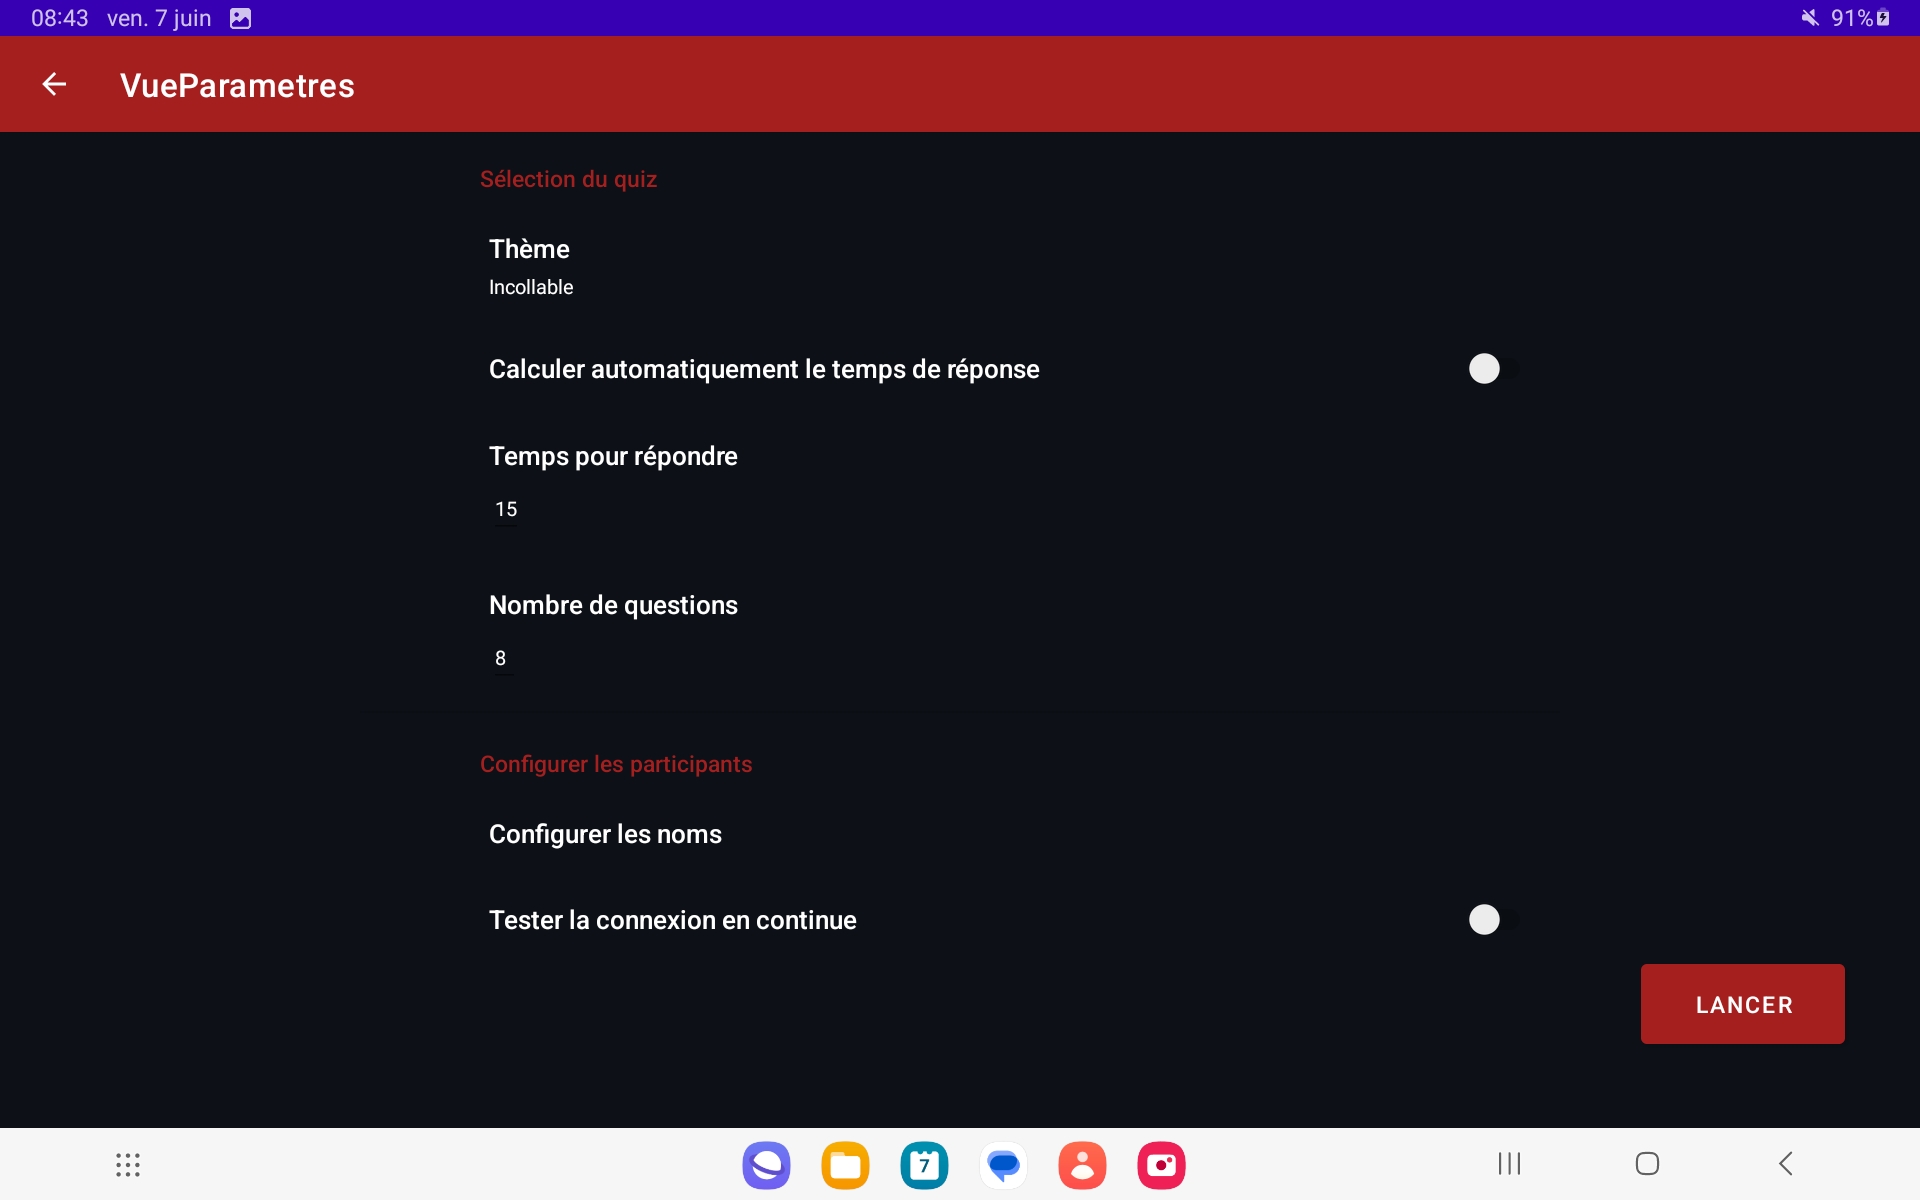 08:43 ven. 7 juin 91%
VueParametres
Sélection du quiz
Thème
Incollable
Calculer automatiquement le temps de réponse
Temps pour répondre
15
Nombre de questions
8
Configurer les participants
Configurer les noms
Tester la connexion en continue
LANCER
7